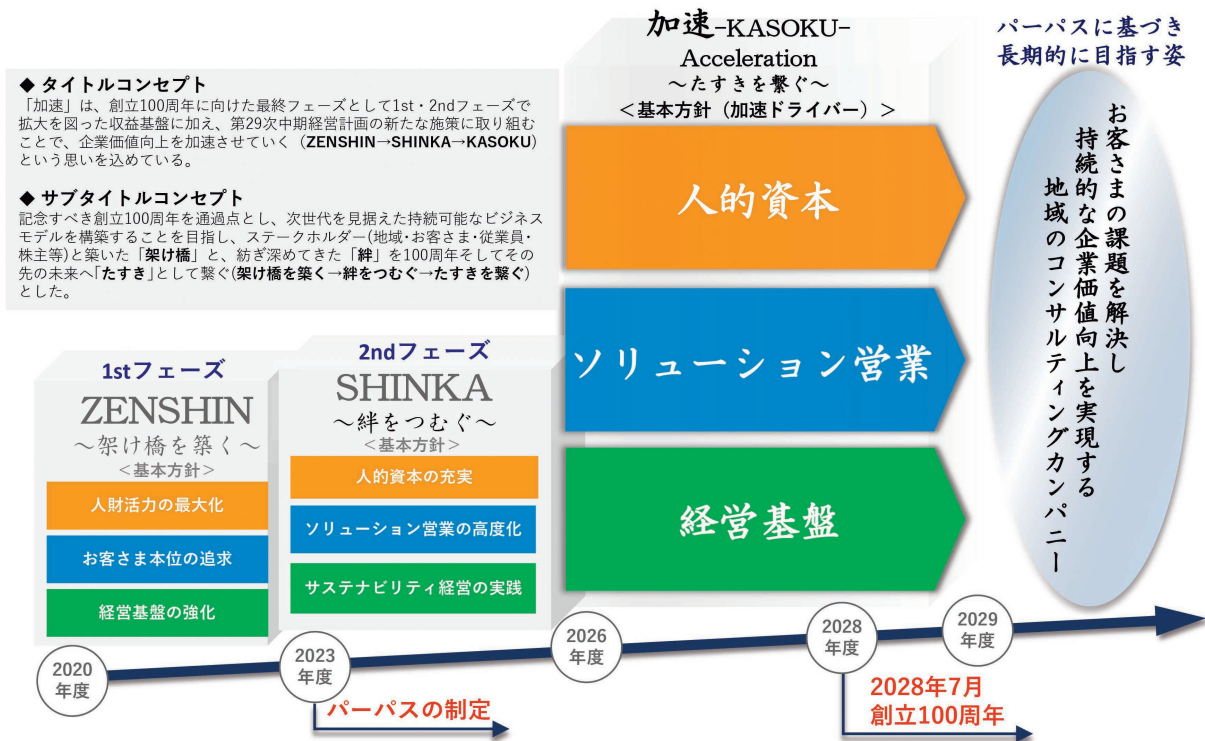 ◆ タイトルコンセプト
「加速」は、創立100周年に向けた最終フェーズとして1st・2ndフェーズで
拡大を図った収益基盤に加え、第29次中期経営計画の新たな施策に取り組む
ことで、企業価値向上を加速させていく（ZENSHIN→SHINKA→KASOKU）
という思いを込めている。
◆ サブタイトルコンセプト
記念すべき創立100周年を通過点とし、次世代を見据えた持続可能なビジネス
モデルを構築することを目指し、ステークホルダー(地域・お客さま・従業員・
株主等)と築いた「架け橋」と、紡ぎ深めてきた「絆」を100周年そしてその
先の未来へ「たすき」として繋ぐ(架け橋を築く→絆をつむぐ→たすきを繋ぐ)
とした。
1stフェーズ
ZENSHIN
～架け橋を築く～
＜基本方針＞
人財活力の最大化
お客さま本位の追求
経営基盤の強化
2ndフェーズ
SHINKA
～絆をつむぐ～
＜基本方針＞
人的資本の充実
ソリューション営業の高度化
サステナビリティ経営の実践
加速-KASOKU-
Acceleration
～たすきを繋ぐ～
＜基本方針（加速ドライバー）＞
人的資本
ソリューション営業
経営基盤
パーパスに基づき
長期的に目指す姿
お客さまの課題を解決し
持続的な企業価値向上を実現する
地域のコンサルティングカンパニー
2020
年度
2023
年度
2026
年度
2028
年度
2029
年度
パーパスの制定
2028年7月
創立100周年